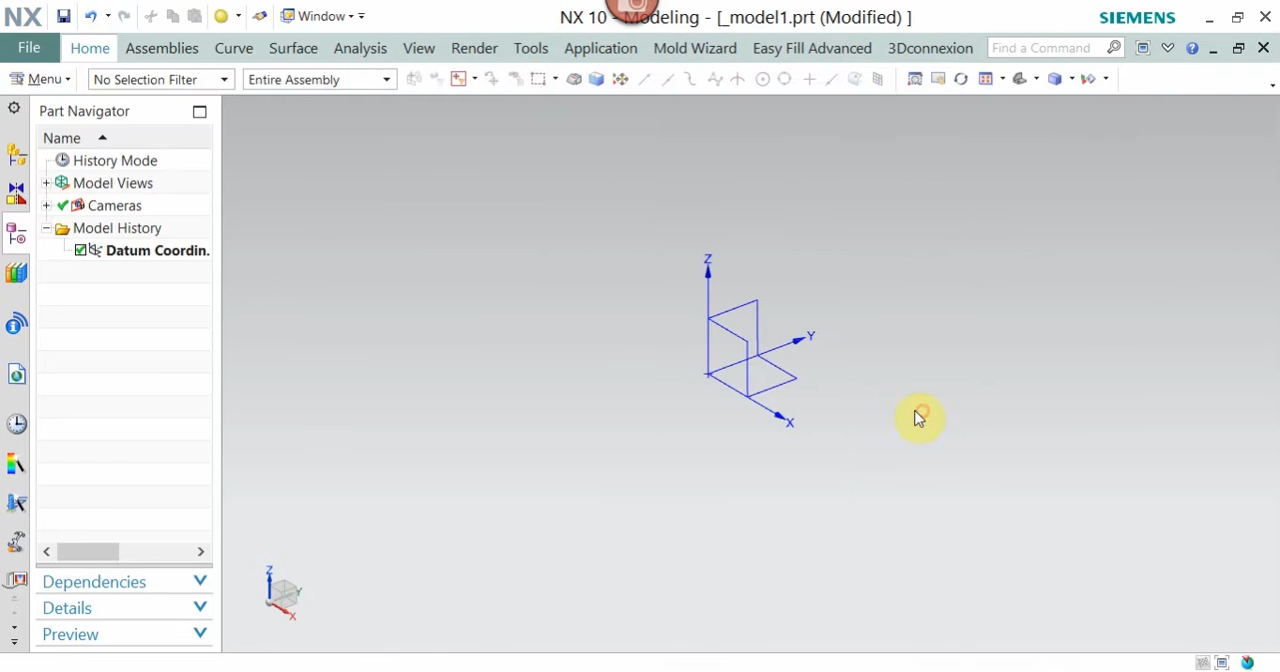 NX Window NX 10 - Modeling - [_model1.prt (Modified) ] SIEMENS
File Home Assemblies Curve Surface Analysis View Render Tools Application Mold Wizard Easy Fill Advanced 3Dconnexion Find a Command
Menu No Selection Filter Entire Assembly
Part Navigator
Name
History Mode
Model Views
Cameras
Model History
Datum Coordin.
Z
Y
X
Z
Y
X
Dependencies
Details
Preview